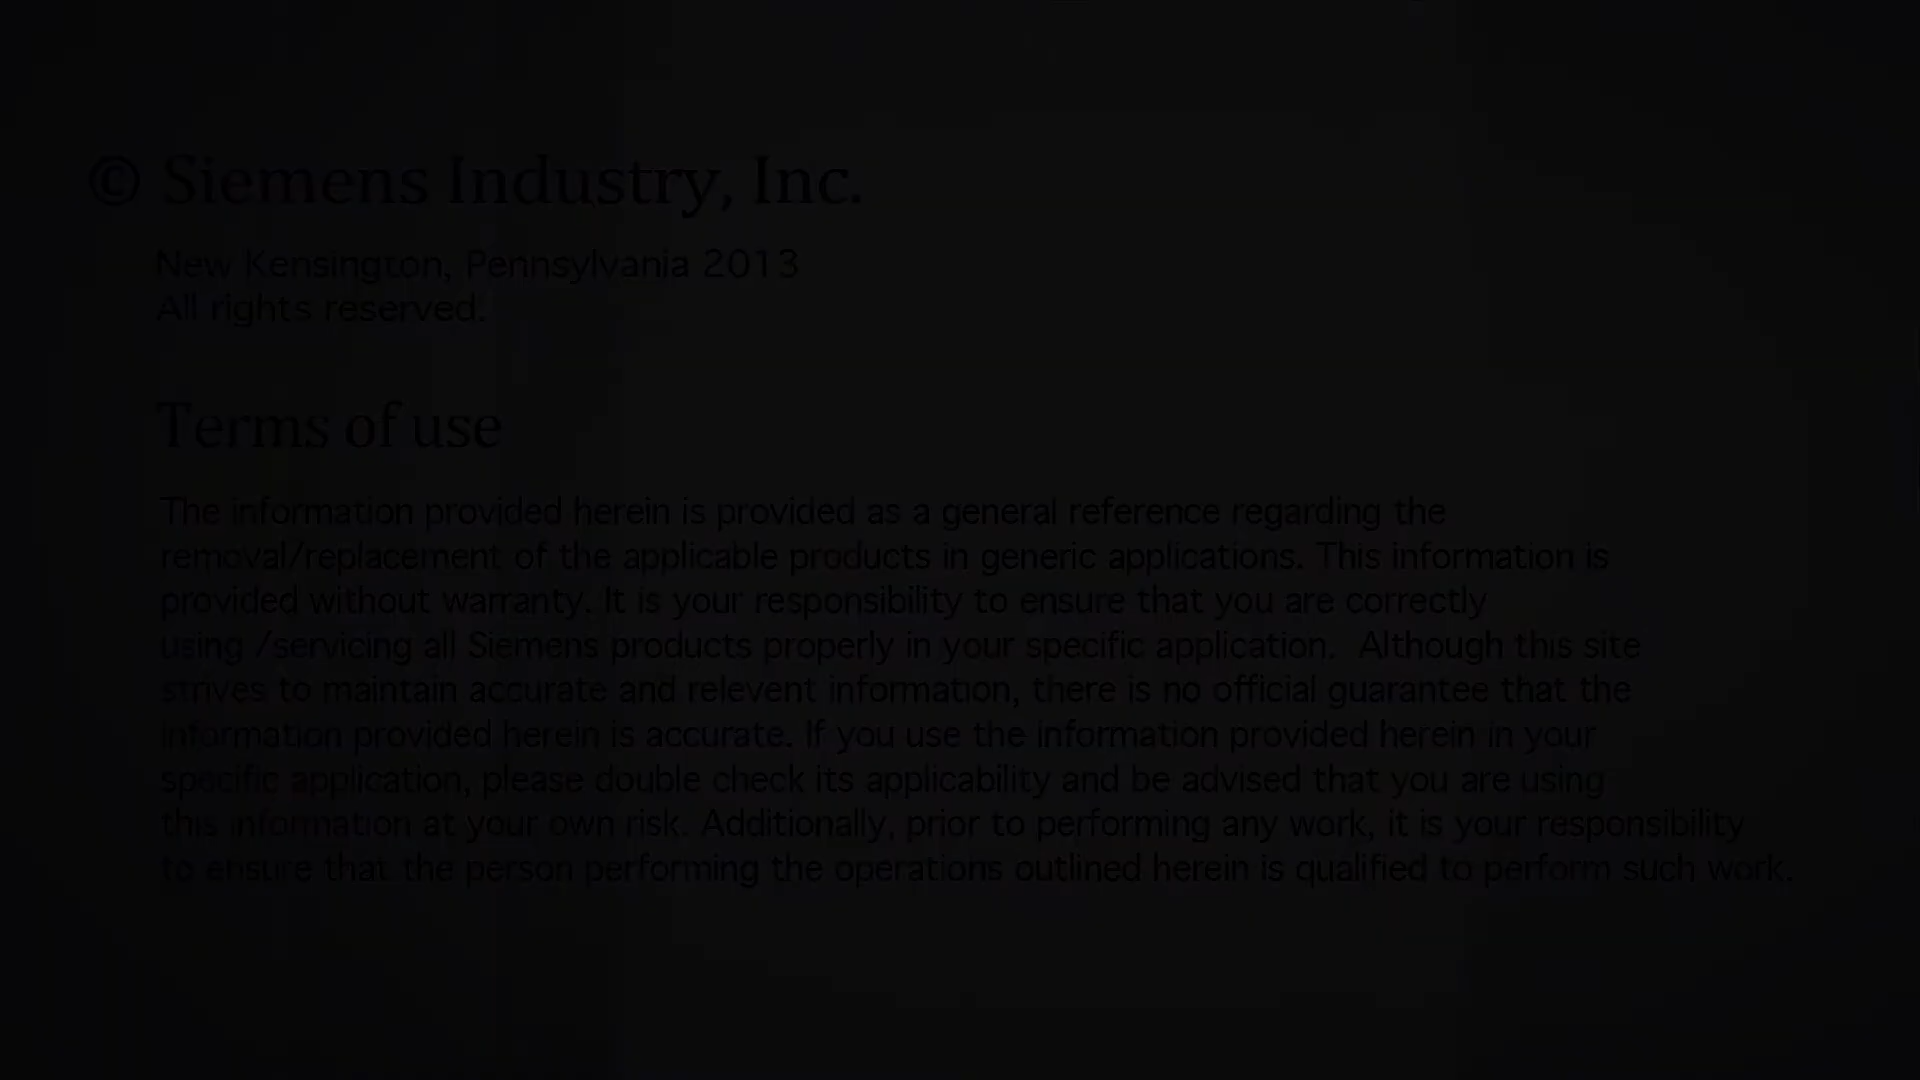 © Siemens Industry, Inc.
New Kensington, Pennsylvania 2013
All rights reserved.
Terms of use
The information provided herein is provided as a general reference regarding the
removal/replacement of the applicable products in generic applications. This information is
provided without warranty. It is your responsibility to ensure that you are correctly
using /servicing all Siemens products properly in your specific application.  Although this site
strives to maintain accurate and relevent information, there is no official guarantee that the
information provided herein is accurate. If you use the information provided herein in your
specific application, please double check its applicability and be advised that you are using
this information at your own risk. Additionally, prior to performing any work, it is your responsibility
to ensure that the person performing the operations outlined herein is qualified to perform such work.